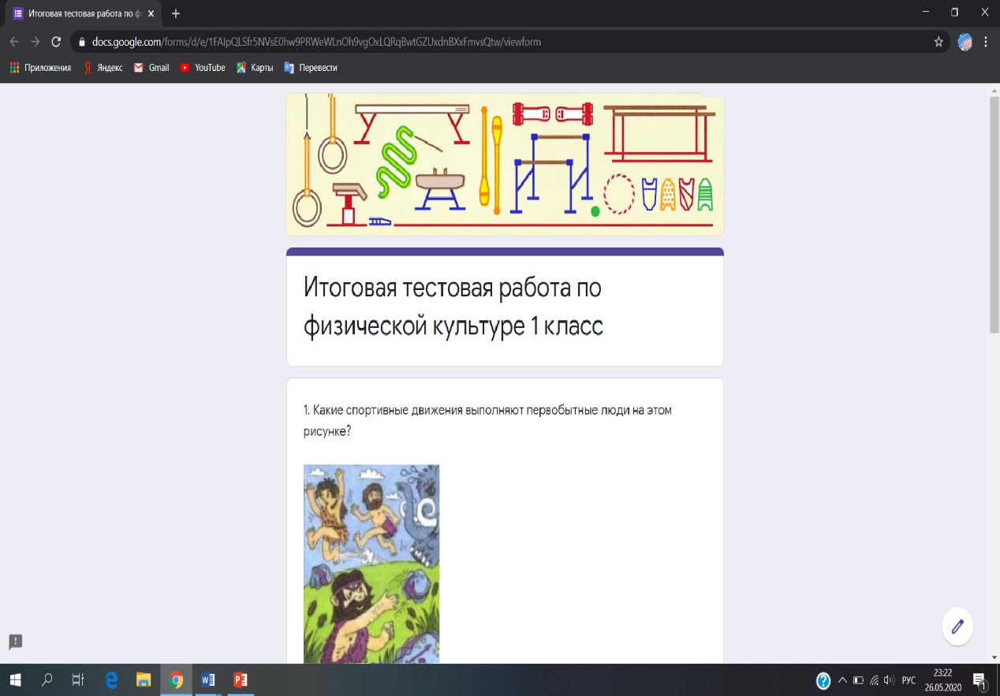 Итоговая тестовая работа по ф
docs.google.com/forms/d/e/1FAIpQLSfr5NVsE0hw9PRWeWLnOh9vgOxLQRqBwtGZUxdnBXxFmvsQtw/viewform
Приложения Яндекс Gmail YouTube Карты Перевести
Итоговая тестовая работа по
физической культуре 1 класс
1. Какие спортивные движения выполняют первобытные люди на этом
рисунке?
РУС
23:22
26.05.2020
1